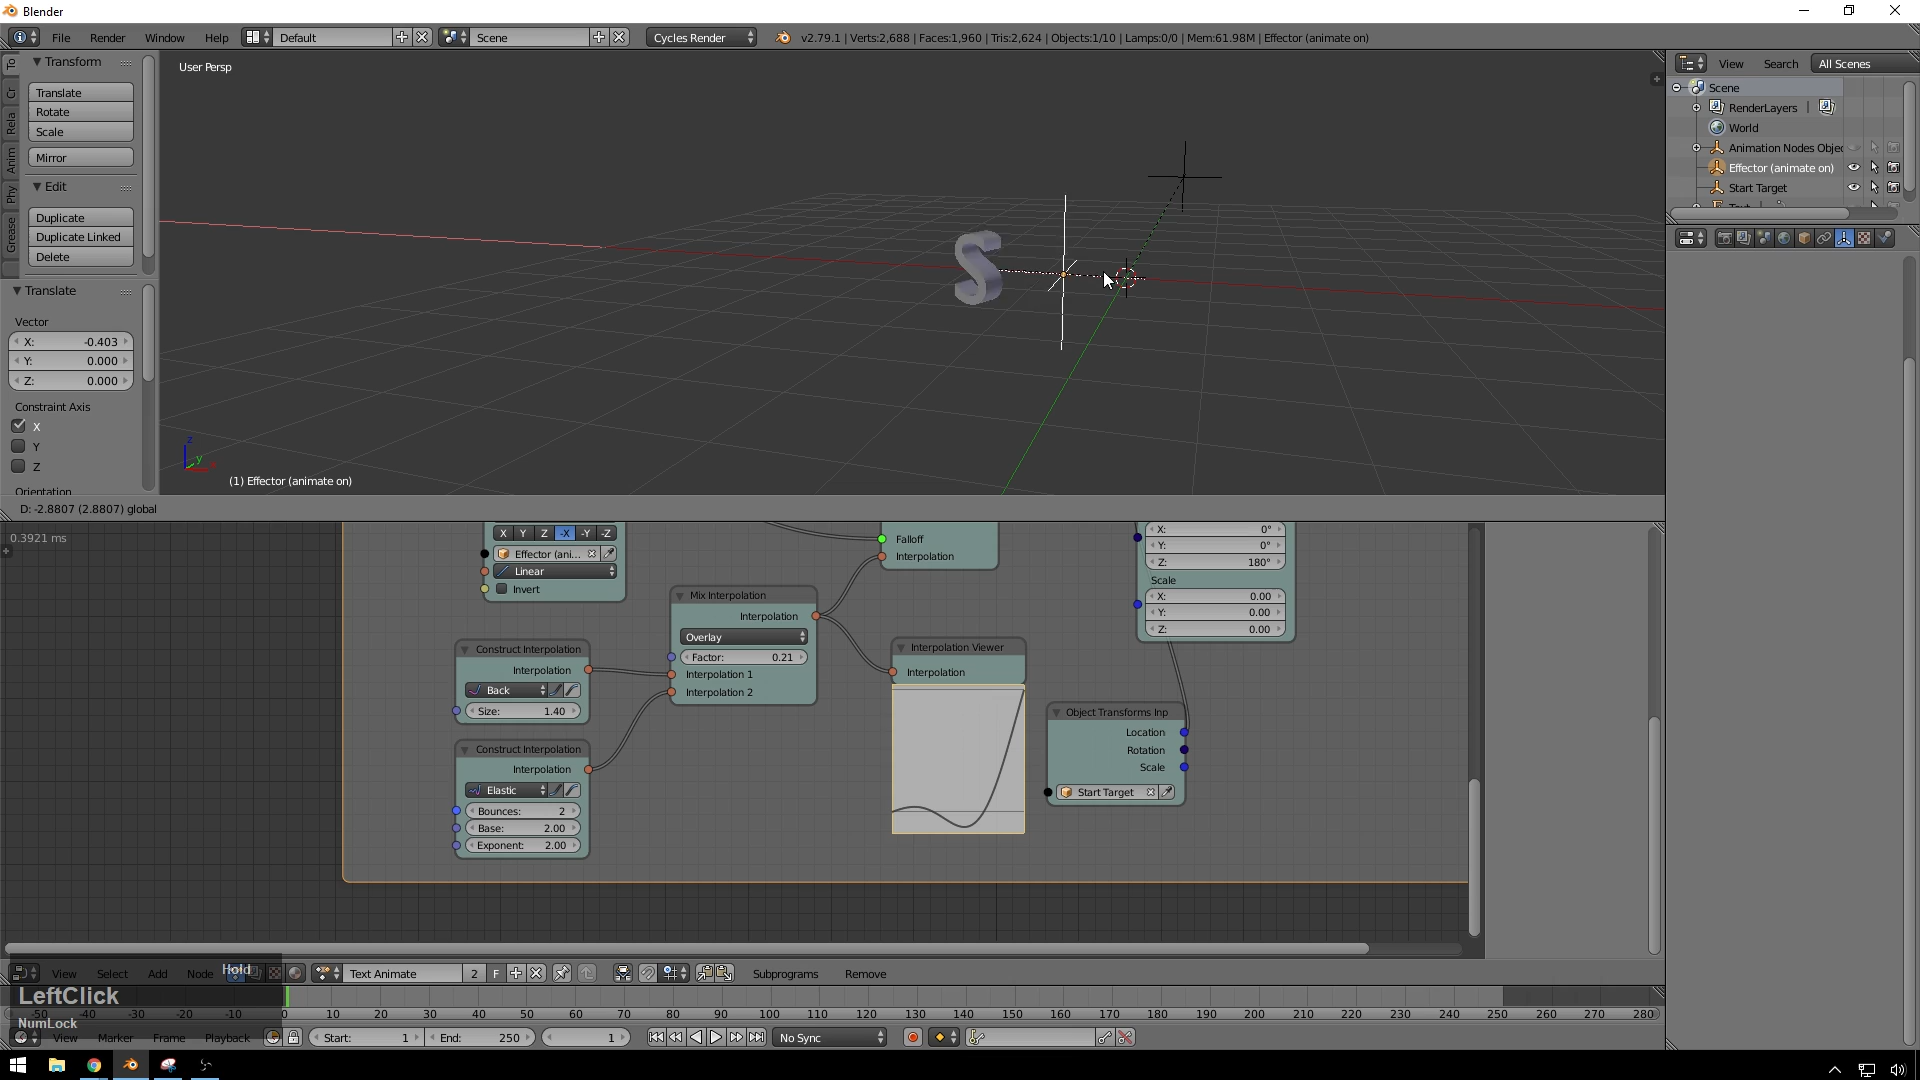 Blender
File Render Window Help Default Scene Cycles Render v2.79.1 | Verts:2,688 | Faces:1,960 | Tris:2,624 | Objects:1/10 | Lamps:0/0 | Mem:61.98M | Effector (animate on)
Transform
User Persp
View Search All Scenes
Translate
Rotate
Scale
Mirror
Edit
Duplicate
Duplicate Linked
Delete
To
Cr
Rela
Anim
Phy
Grease
Scene
RenderLayers |
World
Animation Nodes Objec
Effector (animate on)
Start Target
Translate
Vector
X: -0.403
Y: 0.000
Z: 0.000
Constraint Axis
X
Y
Z
Orientation
S
z
y
(1) Effector (animate on)
D: -2.8807 (2.8807) global
0.3921 ms
X Y Z -X -Y -Z
Effector (ani...
Linear
Invert
Falloff
Interpolation
X: 0°
Y: 0°
Z: 180°
Scale
X: 0.00
Y: 0.00
Z: 0.00
Mix Interpolation
Interpolation
Overlay
Factor: 0.21
Interpolation 1
Interpolation 2
Construct Interpolation
Interpolation
Back
Size: 1.40
Interpolation Viewer
Interpolation
Construct Interpolation
Interpolation
Elastic
Bounces: 2
Base: 2.00
Exponent: 2.00
Object Transforms Inp
Location
Rotation
Scale
Start Target
View Select Add Node Hold Text Animate 2 F Subprograms Remove
LeftClick
NumLock
-50 -40 -30 -20 -10 0 10 20 30 40 50 60 70 80 90 100 110 120 125 130 140 150 160 170 180 190 200 210 220 230 240 250 260 270 280
View Marker Frame Playback Start: 1 End: 250 1 No Sync